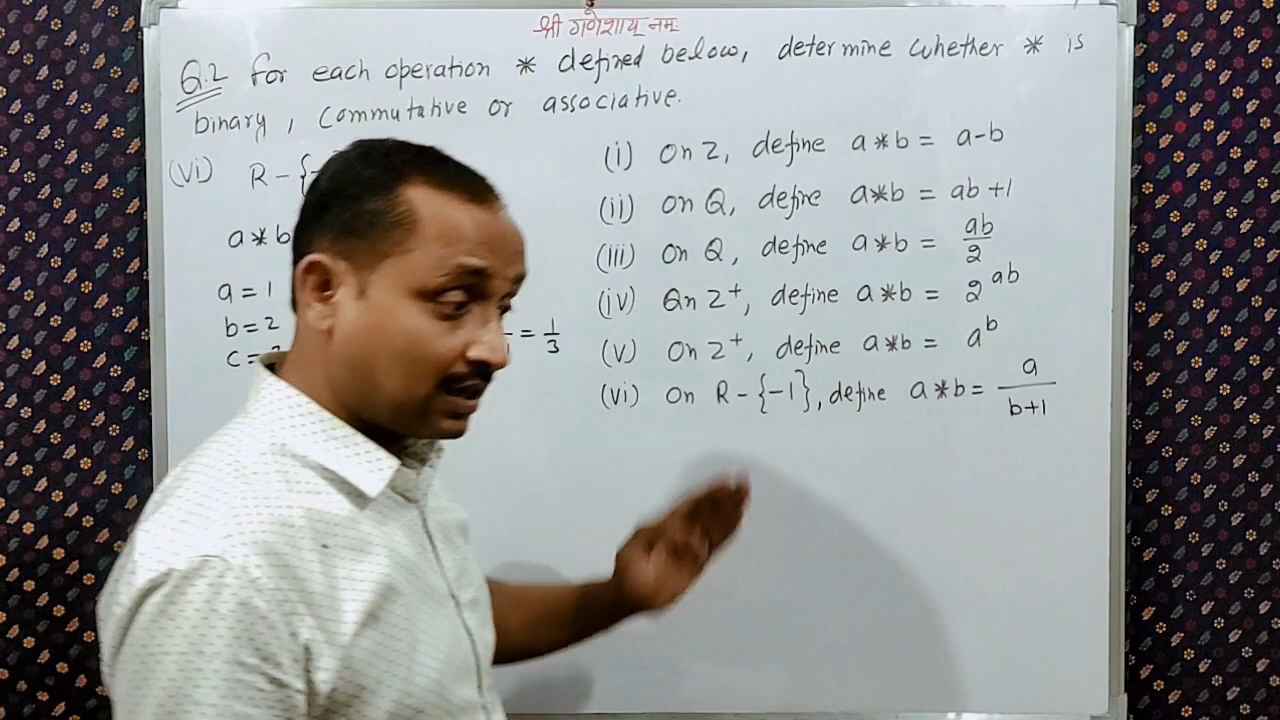 श्री गणेशाय नमः
Q.2 For each operation * defined below, determine whether * is
binary, Commutative or associative.
(vi) R - {-
a * b
a = 1
b = 2
c =
= 1/3
(i) On Z, define a * b = a-b
(ii) On Q, define a*b = ab +1
(iii) On Q, define a*b = ab/2
(iv) On Z⁺, define a*b = 2^ab
(v) On Z⁺, define a*b = a^b
(vi) On R - {-1}, define a * b = a/(b+1)